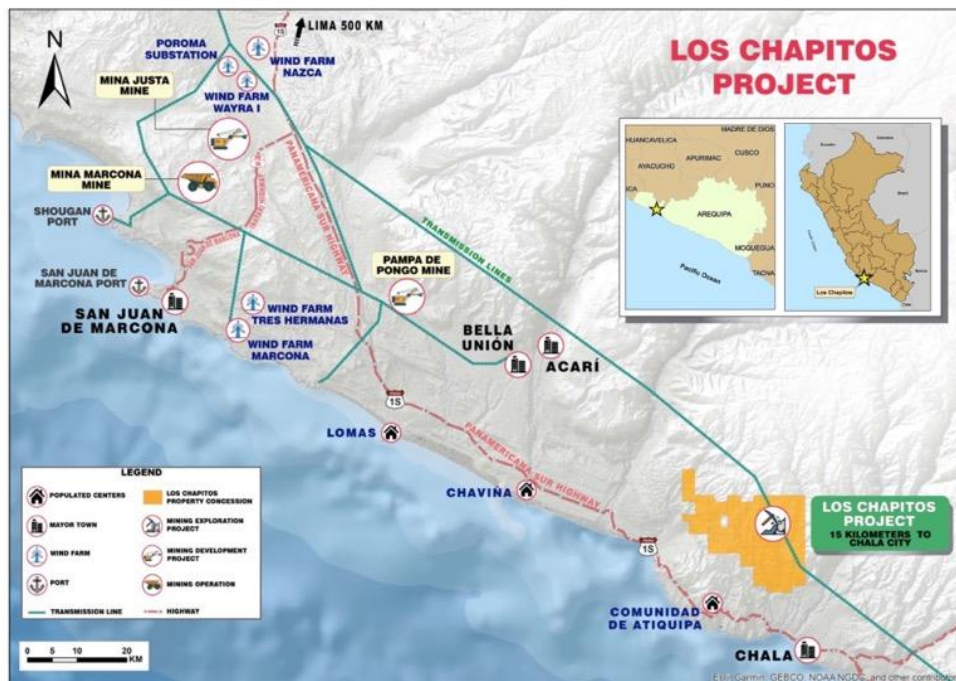 N
LIMA 500 KM
1S
LOS CHAPITOS
PROJECT
POROMA
SUBSTATION
WIND FARM
NAZCA
MINA JUSTA
MINE
WIND FARM
WAYRA I
MINA MARCONA
MINE
SHOUGAN
PORT
SAN JUAN DE
MARCONA PORT
SAN JUAN
DE MARCONA
PANAMERICANA SUR HIGHWAY
TRANSMISSION LINES
PAMPA DE
PONGO MINE
WIND FARM
TRES HERMANAS
WIND FARM
MARCONA
BELLA
UNIÓN
ACARÍ
1S
LOMAS
PANAMERICANA SUR HIGHWAY
CHAVIÑA
1S
LOS CHAPITOS
PROJECT
15 KILOMETERS TO
CHALA CITY
COMUNIDAD
DE ATIQUIPA
CHALA
HUANCAVELICA
MADRE DE DIOS
CUSCO
AYACUCHO
APURIMAC
ICA
PUNO
AREQUIPA
MOQUEGUA
TACNA
Pacific Ocean
Ecuador
Colombia
Brasil
Los Chapitos
LEGEND
POPULATED CENTERS
LOS CHAPITOS
PROPERTY CONCESSION
MAYOR TOWN
MINING EXPLORATION
PROJECT
WIND FARM
MINING DEVELOPMENT
PROJECT
PORT
MINING OPERATION
TRANSMISSION LINE
HIGHWAY
0 5 10 20
KM
Esri, Garmin, GEBCO, NOAA NGDC, and other contributors